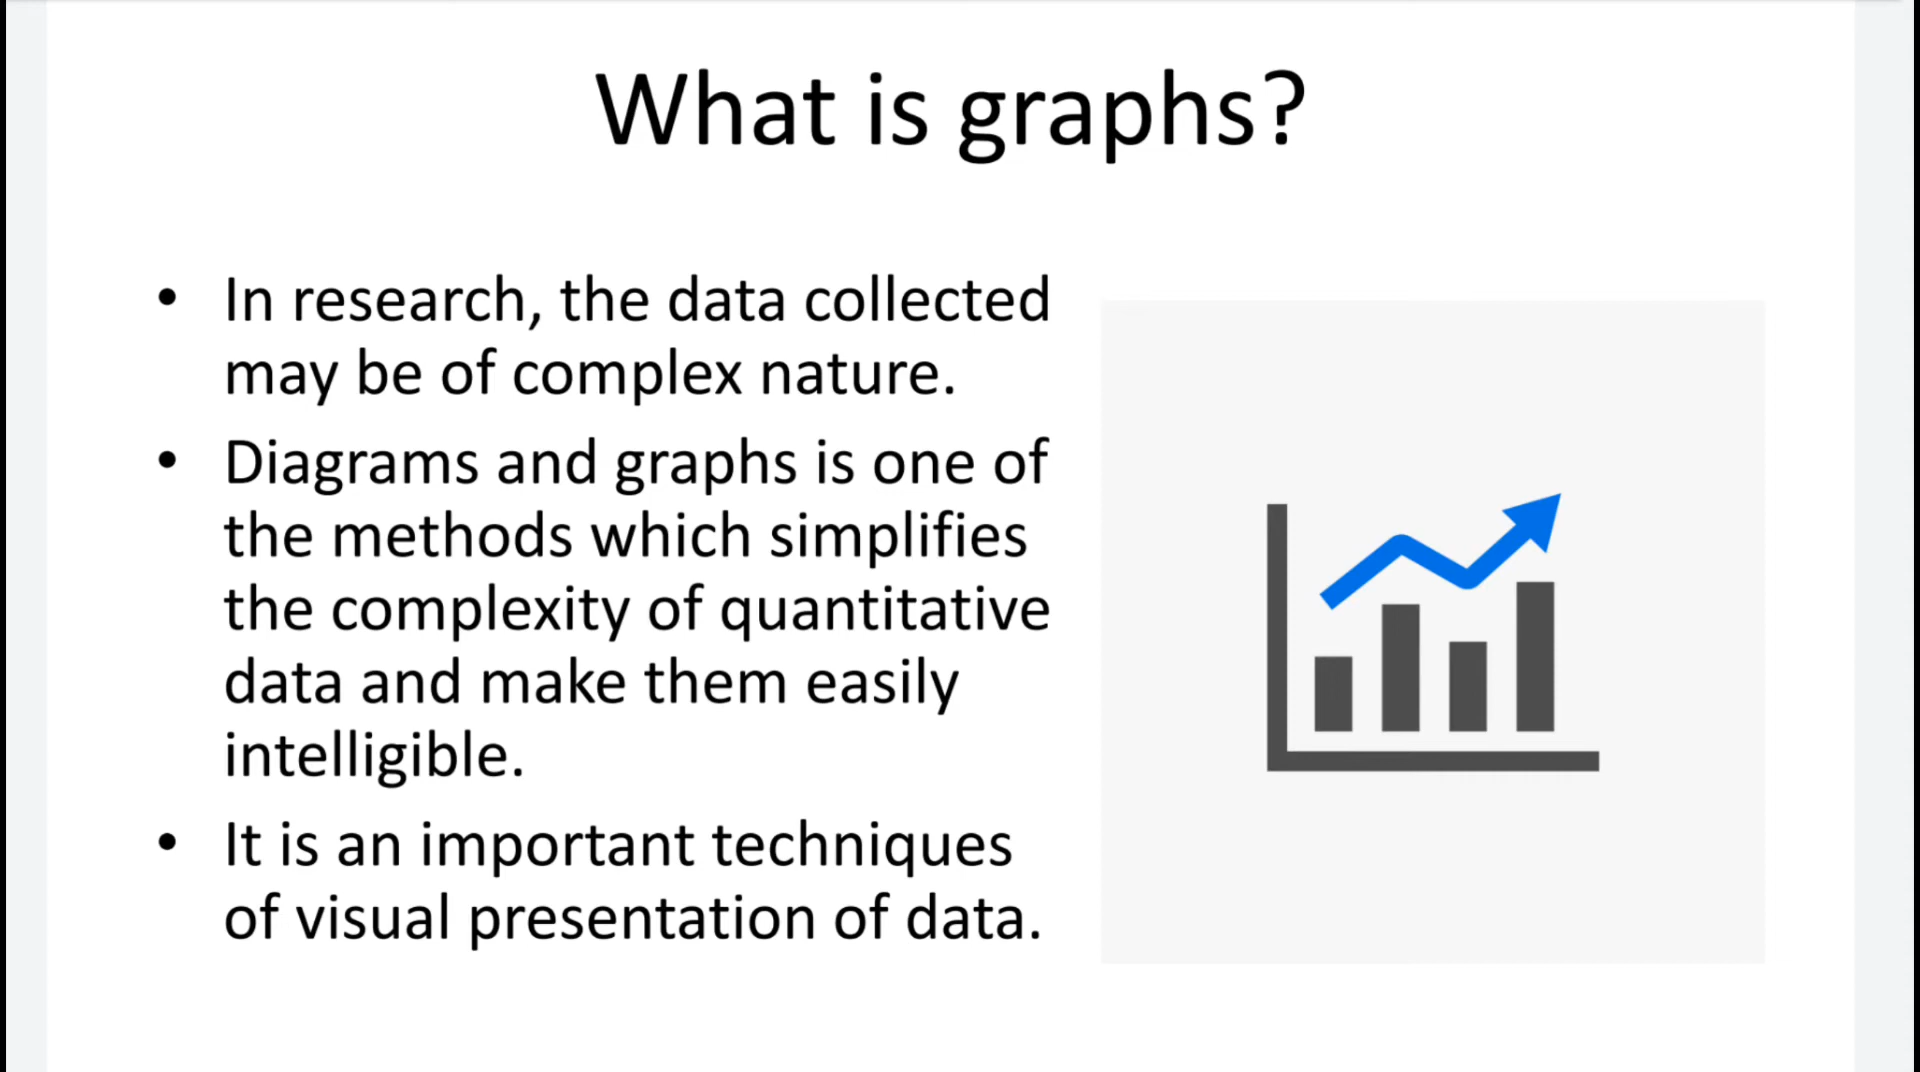 What is graphs?
• In research, the data collected
may be of complex nature.
• Diagrams and graphs is one of
the methods which simplifies
the complexity of quantitative
data and make them easily
intelligible.
• It is an important techniques
of visual presentation of data.